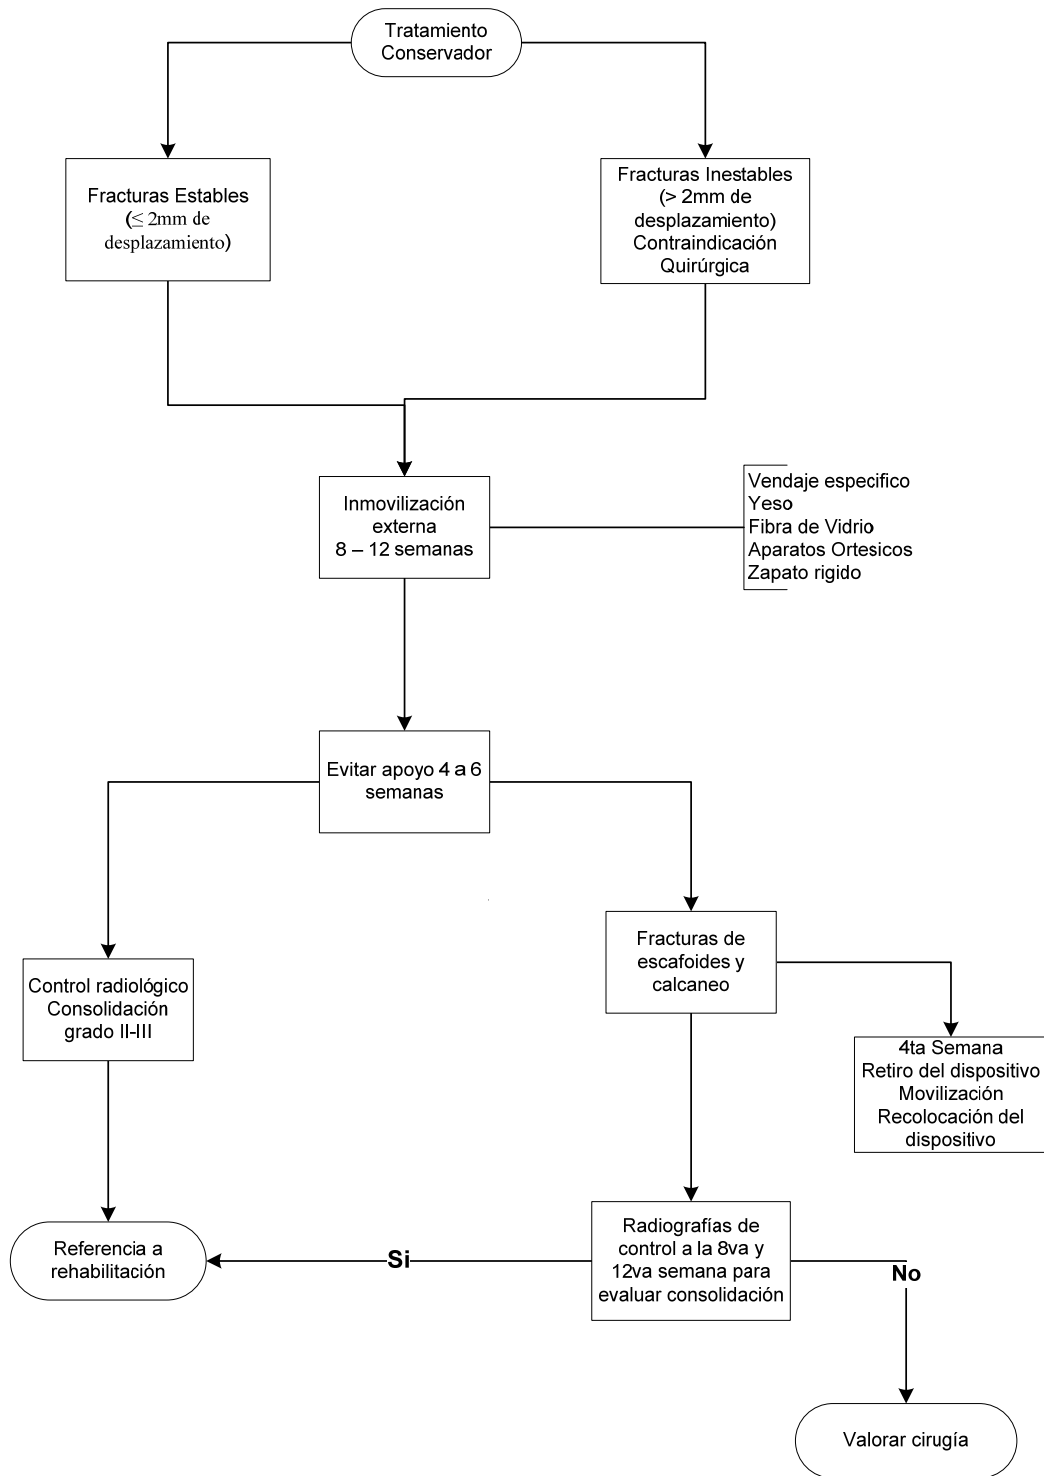 Tratamiento
Conservador
Fracturas Estables
(≤ 2mm de
desplazamiento)
Fracturas Inestables
(> 2mm de
desplazamiento)
Contraindicación
Quirúrgica
Inmovilización
externa
8 – 12 semanas
Vendaje especifico
Yeso
Fibra de Vidrio
Aparatos Ortesicos
Zapato rigido
Evitar apoyo 4 a 6
semanas
Fracturas de
escafoides y
calcaneo
Control radiológico
Consolidación
grado II-III
4ta Semana
Retiro del dispositivo
Movilización
Recolocación del
dispositivo
Referencia a
rehabilitación
Si
Radiografías de
control a la 8va y
12va semana para
evaluar consolidación
No
Valorar cirugía